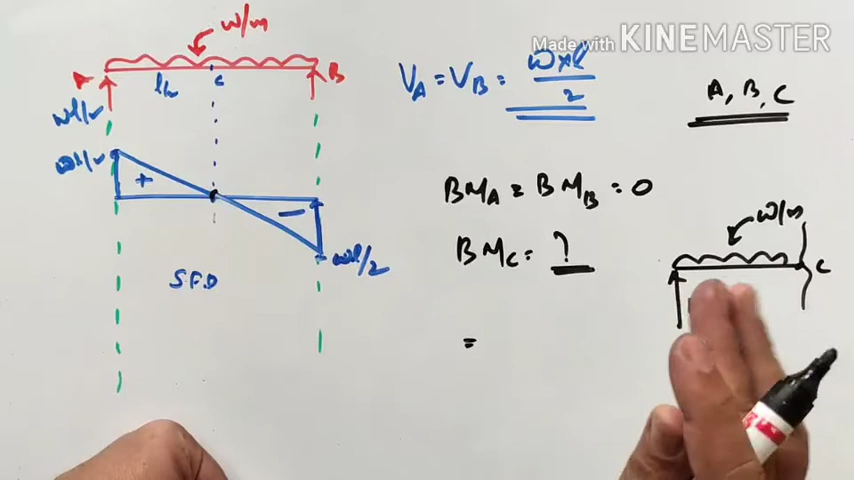 Made with KINEMASTER
w/m
A
B
l/2
c
wl/2
wl/2
+
−
wl/2
S.F.D
V_A = V_B = w×l/2
A, B, C
BM_A = BM_B = 0
BM_C = ?
w/m
C
=